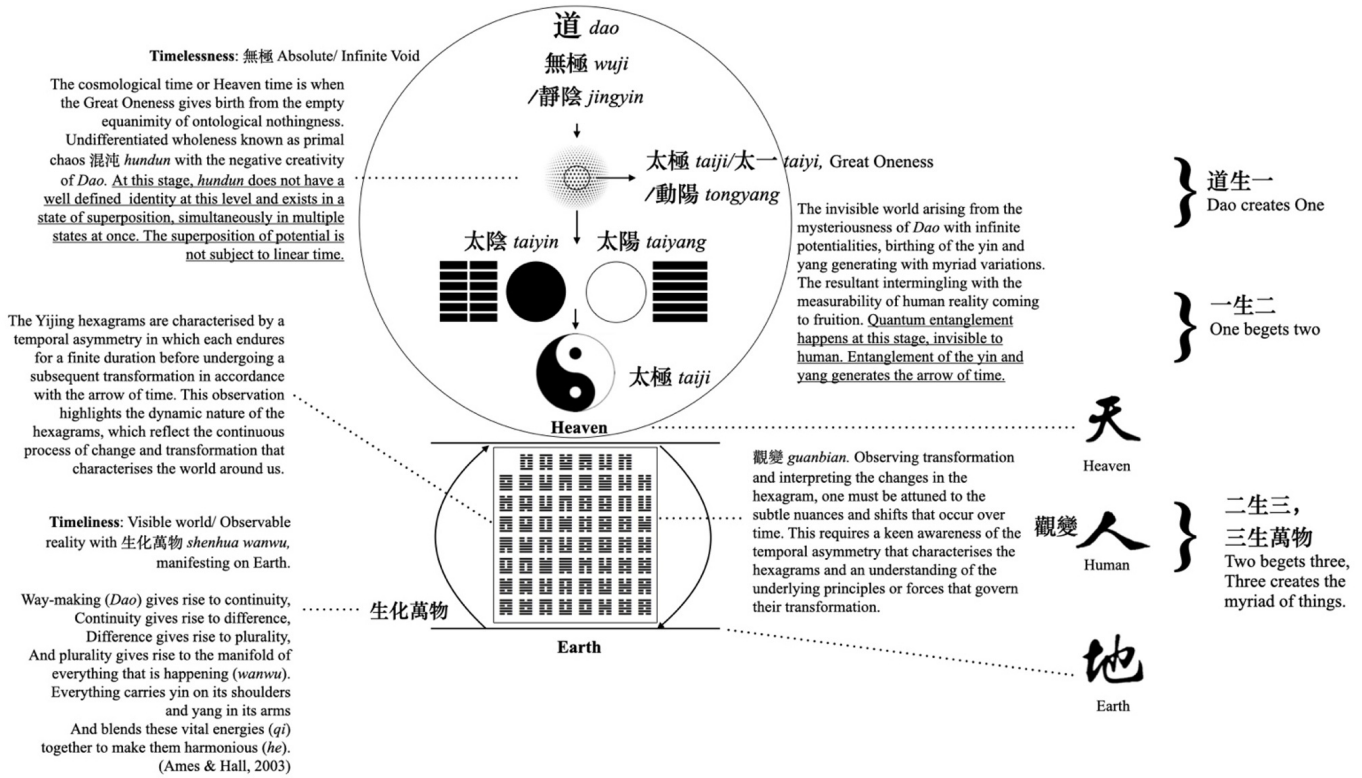 道 dao
無極 wuji
/靜陰 jingyin
太極 taiji/太一 taiyi, Great Oneness
/動陽 tongyang
太陰 taiyin
太陽 taiyang
太極 taiji
Heaven
Earth
Timelessness: 無極 Absolute/ Infinite Void
The cosmological time or Heaven time is when
the Great Oneness gives birth from the empty
equanimity of ontological nothingness.
Undifferentiated wholeness known as primal
chaos 混沌 hundun with the negative creativity
of Dao. At this stage, hundun does not have a
well defined identity at this level and exists in a
state of superposition, simultaneously in multiple
states at once. The superposition of potential is
not subject to linear time.
The Yijing hexagrams are characterised by a
temporal asymmetry in which each endures
for a finite duration before undergoing a
subsequent transformation in accordance
with the arrow of time. This observation
highlights the dynamic nature of the
hexagrams, which reflect the continuous
process of change and transformation that
characterises the world around us.
Timeliness: Visible world/ Observable
reality with 生化萬物 shenhua wanwu,
manifesting on Earth.
Way-making (Dao) gives rise to continuity,
Continuity gives rise to difference,
Difference gives rise to plurality,
And plurality gives rise to the manifold of
everything that is happening (wanwu).
Everything carries yin on its shoulders
and yang in its arms
And blends these vital energies (qi)
together to make them harmonious (he).
(Ames & Hall, 2003)
生化萬物
The invisible world arising from the
mysteriousness of Dao with infinite
potentialities, birthing of the yin and
yang generating with myriad variations.
The resultant intermingling with the
measurability of human reality coming
to fruition. Quantum entanglement
happens at this stage, invisible to
human. Entanglement of the yin and
yang generates the arrow of time.
觀變 guanbian. Observing transformation
and interpreting the changes in the
hexagram, one must be attuned to the
subtle nuances and shifts that occur over
time. This requires a keen awareness of the
temporal asymmetry that characterises the
hexagrams and an understanding of the
underlying principles or forces that govern
their transformation.
天
Heaven
觀變 人
Human
地
Earth
} 道生一
Dao creates One
} 一生二
One begets two
} 二生三，
三生萬物
Two begets three,
Three creates the
myriad of things.